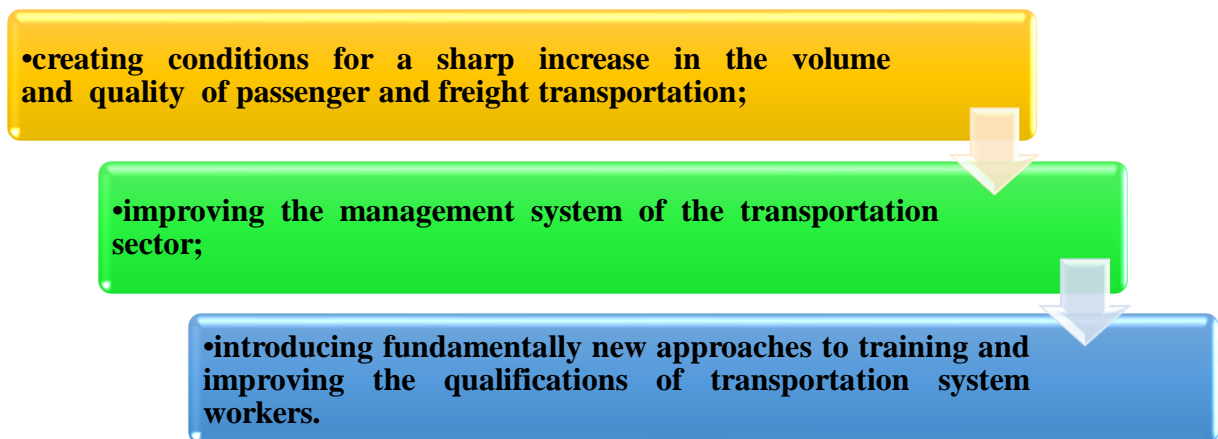 •creating conditions for a sharp increase in the volume
and quality of passenger and freight transportation;
•improving the management system of the transportation
sector;
•introducing fundamentally new approaches to training and
improving the qualifications of transportation system
workers.